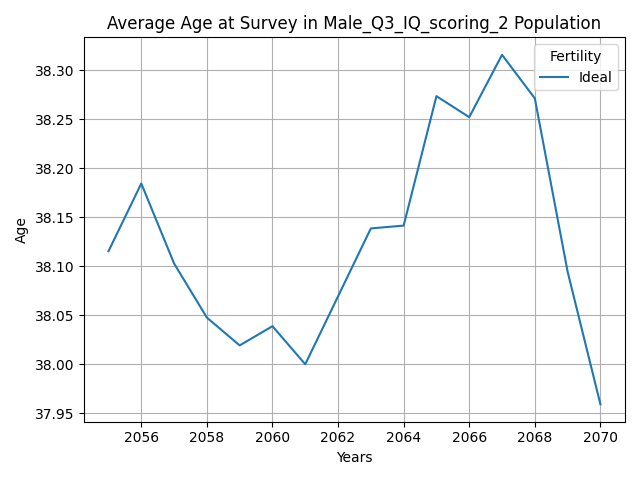 Average Age at Survey in Male_Q3_IQ_scoring_2 Population
Fertility
Ideal
38.30
38.25
38.20
38.15
38.10
38.05
38.00
37.95
Age
2056 2058 2060 2062 2064 2066 2068 2070
Years